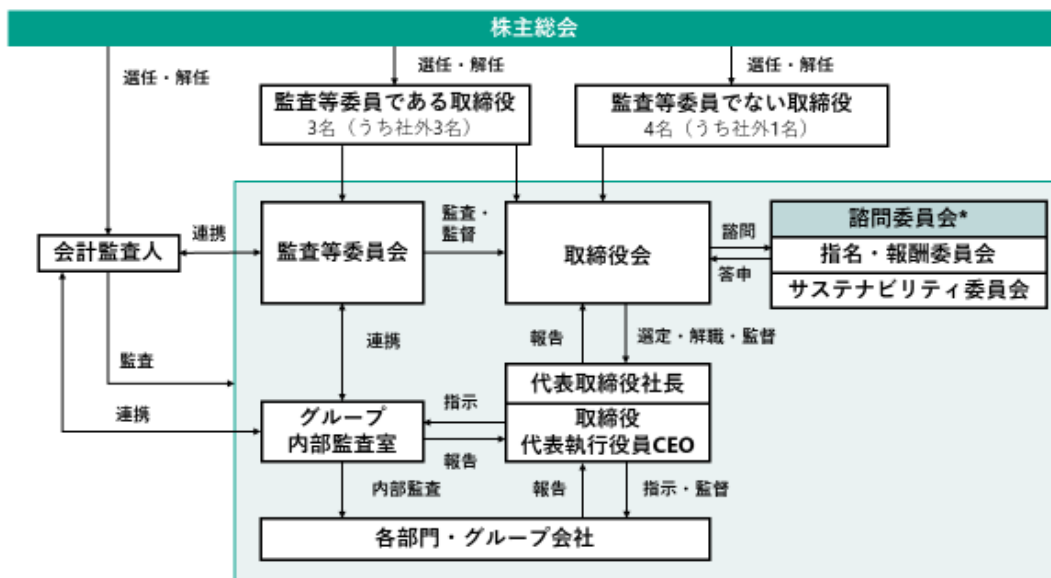 株主総会
選任・解任
選任・解任
選任・解任
監査等委員である取締役
3名（うち社外3名）
監査等委員でない取締役
4名（うち社外1名）
会計監査人
連携
監査等委員会
監査・
監督
取締役会
諮問
答申
諮問委員会*
指名・報酬委員会
サステナビリティ委員会
監査
連携
連携
報告
選定・解職・監督
代表取締役社長
取締役
代表執行役員CEO
グループ
内部監査室
指示
報告
内部監査
報告
指示・監督
各部門・グループ会社